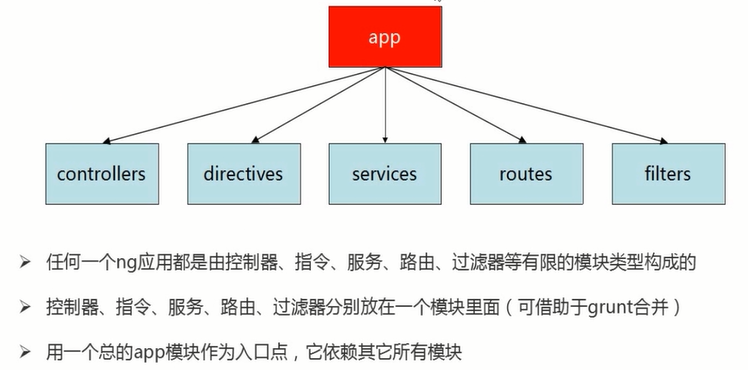 app
controllers
directives
services
routes
filters
任何一个ng应用都是由控制器、指令、服务、路由、过滤器等有限的模块类型构成的
控制器、指令、服务、路由、过滤器分别放在一个模块里面（可借助于grunt合并）
用一个总的app模块作为入口点，它依赖其它所有模块